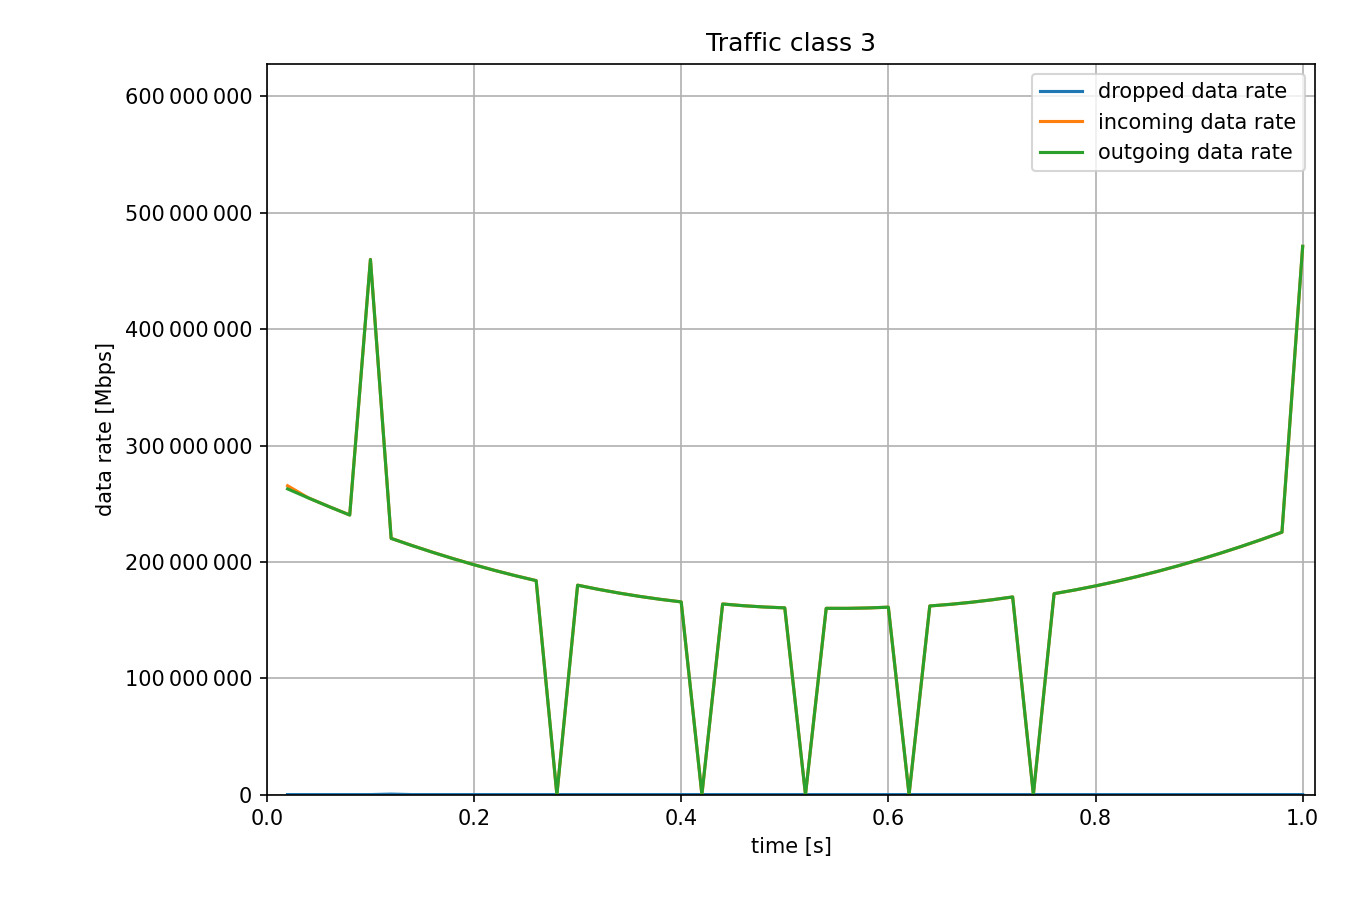 Traffic class 3
600 000 000
500 000 000
400 000 000
300 000 000
200 000 000
100 000 000
0
data rate [Mbps]
dropped data rate
incoming data rate
outgoing data rate
0.0 0.2 0.4 0.6 0.8 1.0
time [s]